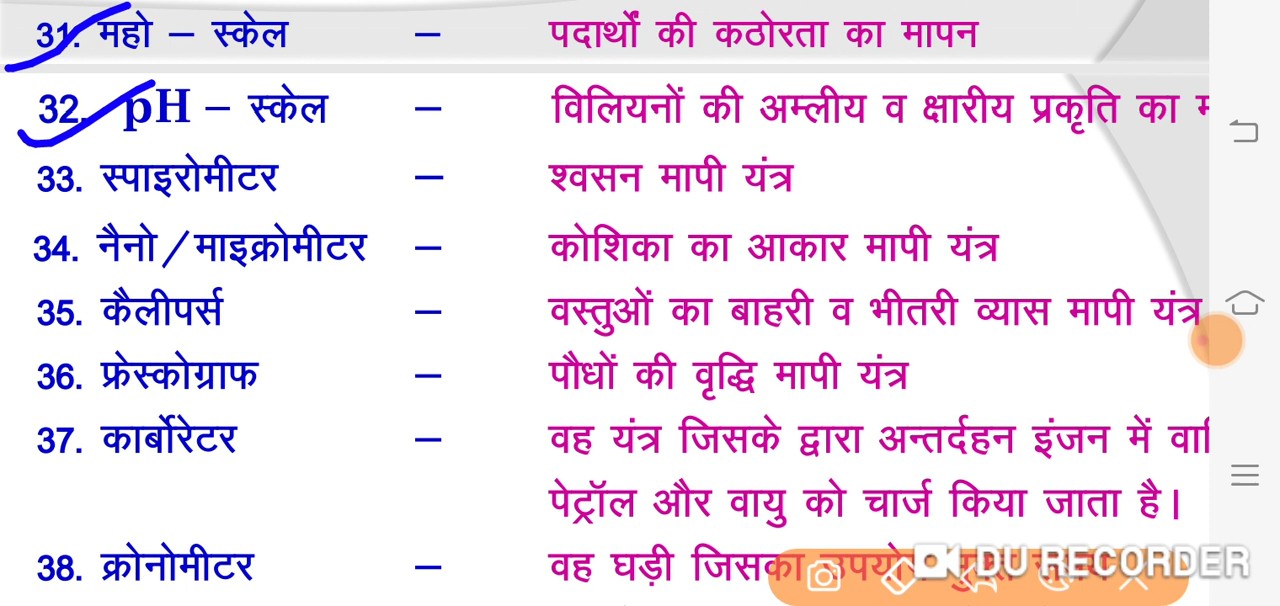 31. महो – स्केल – पदार्थों की कठोरता का मापन
32. pH – स्केल – विलियनों की अम्लीय व क्षारीय प्रकृति का
33. स्पाइरोमीटर – श्वसन मापी यंत्र
34. नैनो/माइक्रोमीटर – कोशिका का आकार मापी यंत्र
35. कैलीपर्स – वस्तुओं का बाहरी व भीतरी व्यास मापी यंत्र
36. फ्रेस्कोग्राफ – पौधों की वृद्धि मापी यंत्र
37. कार्बोरेटर – वह यंत्र जिसके द्वारा अन्तर्दहन इंजन में
पेट्रॉल और वायु को चार्ज किया जाता है।
38. क्रोनोमीटर – वह घड़ी जिसका
DU RECORDER